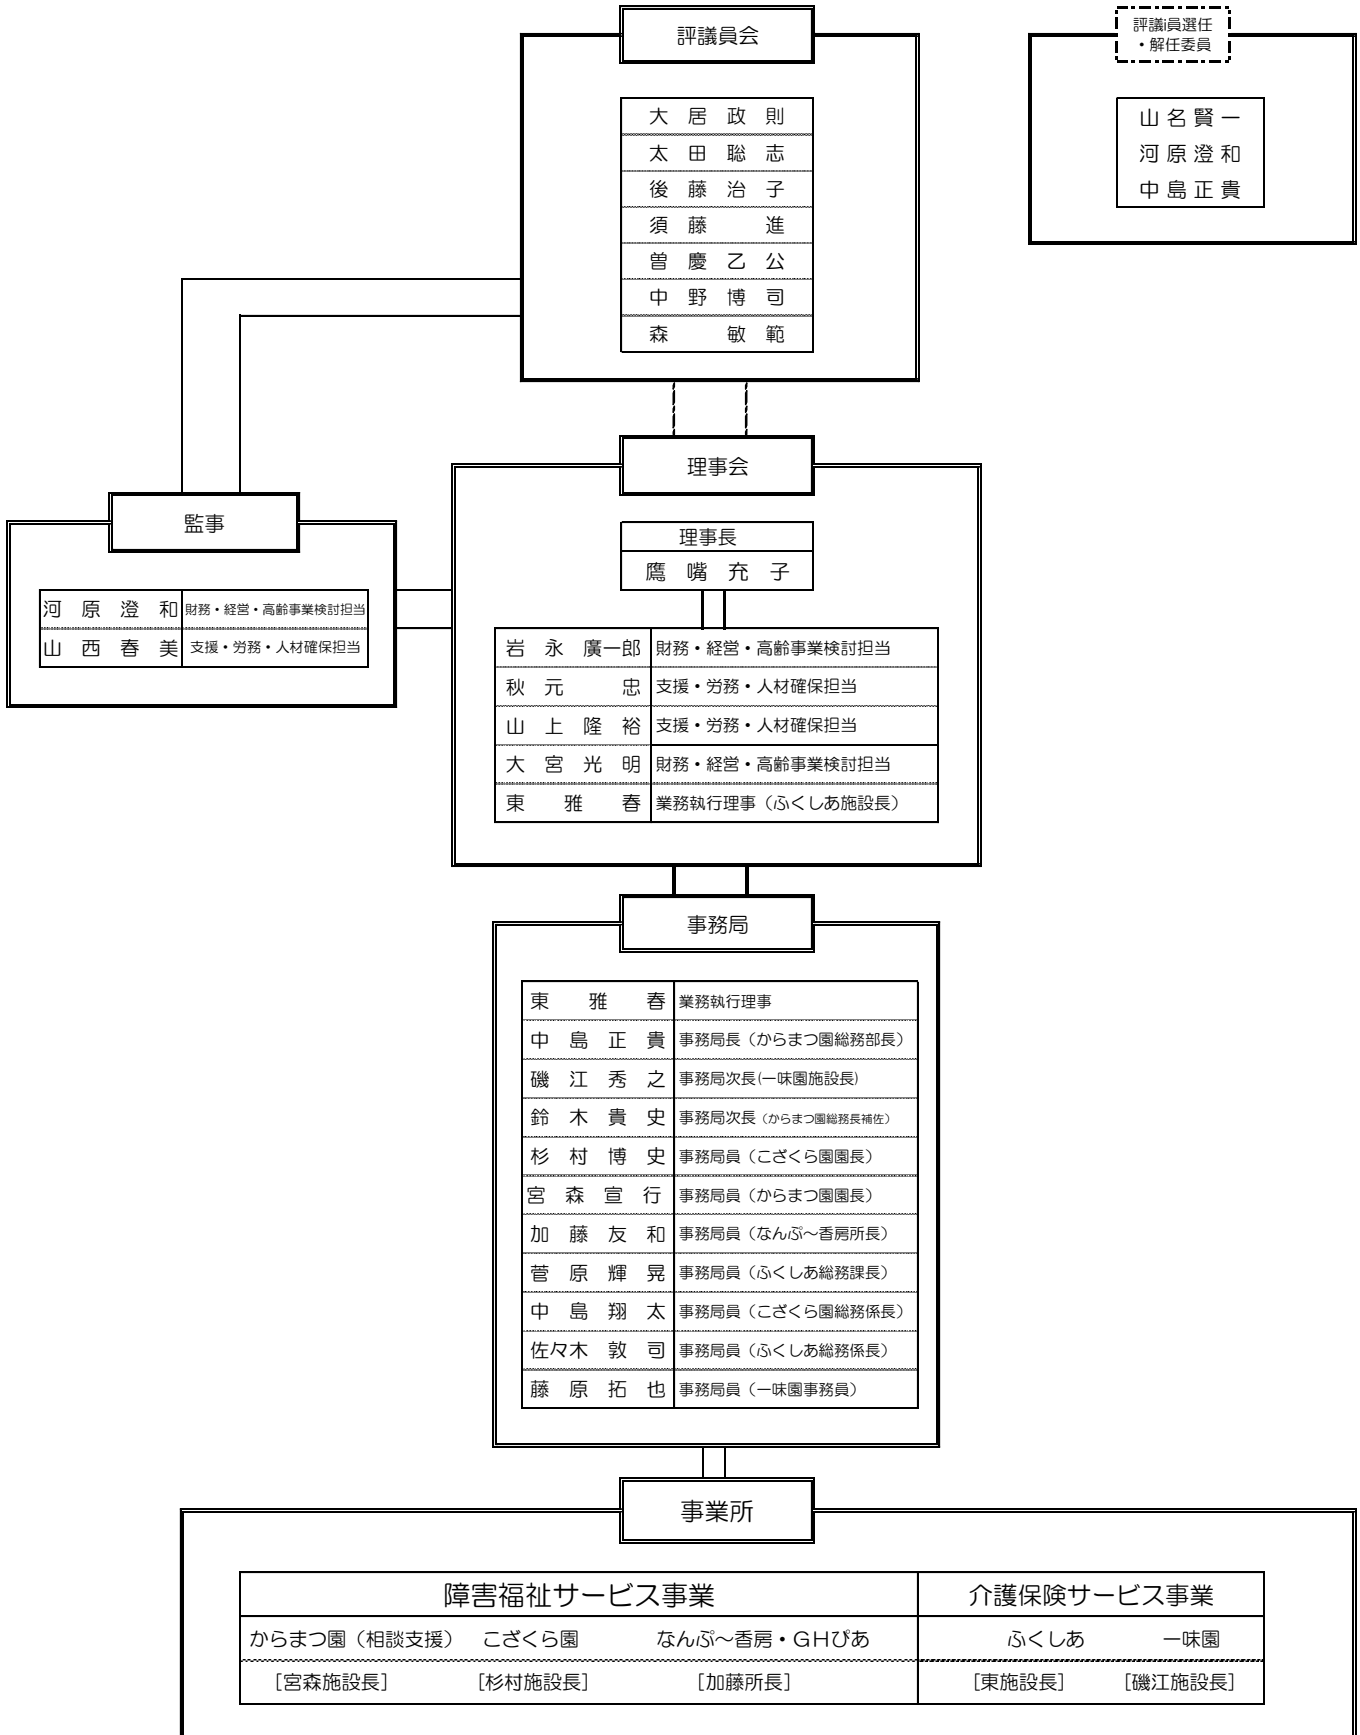 評議員会
大居政則
太田聡志
後藤治子
須藤　進
曽慶乙公
中野博司
森　敏範
評議i員選任
・解任委員
山名賢一
河原澄和
中島正貴
理事会
理事長
鷹嘴充子
岩永廣一郎 財務・経営・高齢事業検討担当
秋元　忠 支援・労務・人材確保担当
山上隆裕 支援・労務・人材確保担当
大宮光明 財務・経営・高齢事業検討担当
東　雅　春 業務執行理事（ふくしあ施設長）
監事
河原澄和 財務・経営・高齢事業検討担当
山西春美 支援・労務・人材確保担当
事務局
東　雅　春 業務執行理事
中島正貴 事務局長（からまつ園総務部長）
磯江秀之 事務局次長(一味園施設長)
鈴木貴史 事務局次長（からまつ園総務長補佐）
杉村博史 事務局員（こざくら園園長）
宮森宣行 事務局員（からまつ園園長）
加藤友和 事務局員（なんぷ～香房所長）
菅原輝晃 事務局員（ふくしあ総務課長）
中島翔太 事務局員（こざくら園総務係長）
佐々木敦司 事務局員（ふくしあ総務係長）
藤原拓也 事務局員（一味園事務員）
事業所
障害福祉サービス事業 介護保険サービス事業
からまつ園（相談支援） こざくら園 なんぷ～香房・GHぴあ ふくしあ 一味園
［宮森施設長］ ［杉村施設長］ ［加藤所長］ ［東施設長］ ［磯江施設長］